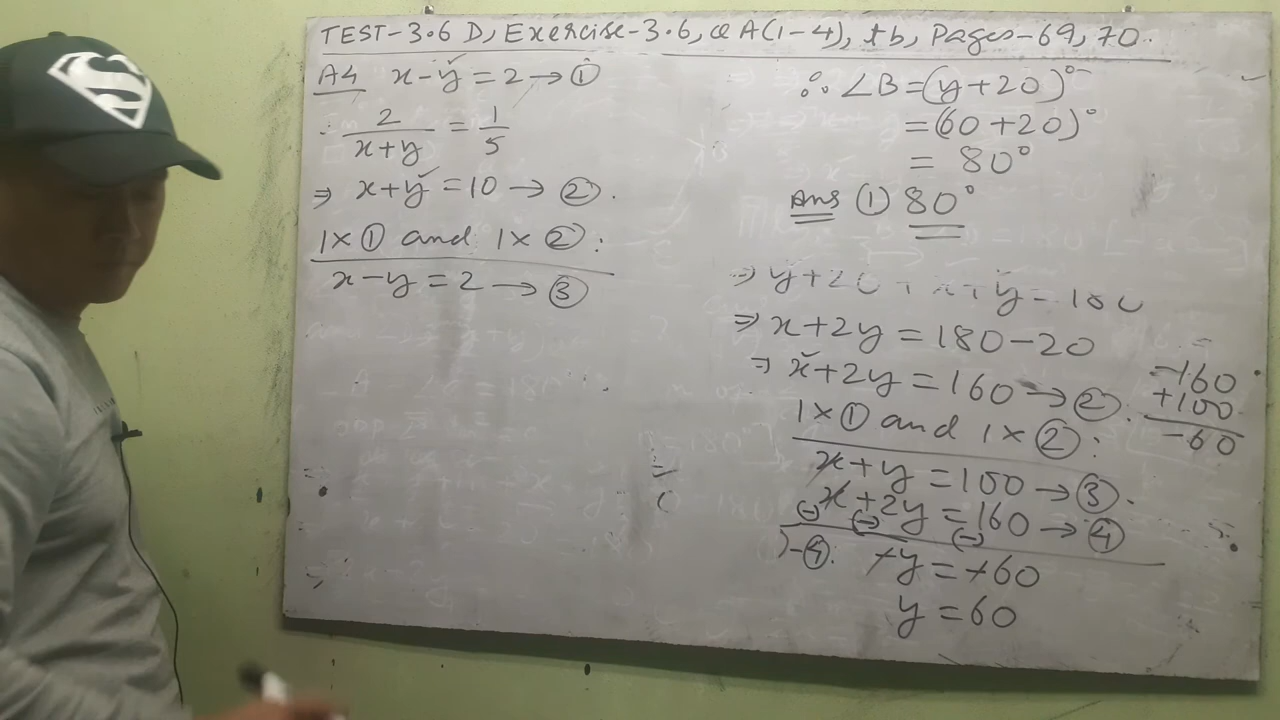 TEST-3.6 D, Exercise-3.6, Q A(1-4), tb, Pages-69, 70.
A4 x-y=2→①
∴ 2/(x+y) = 1/5
⇒ x+y=10→②.
1×① and 1×②:
x-y=2→③
∴ ∠B=(y+20)°
=(60+20)°
= 80°
Ans (1) 80°
⇒ y+20+x+y=180
⇒ x+2y=180-20
⇒ x+2y=160→②.
1×① and 1×②:
x+y=100→③.
x+2y=160→④
(-) (-) (-)
)-④: -y=-60
y=60
-160
+100
-60